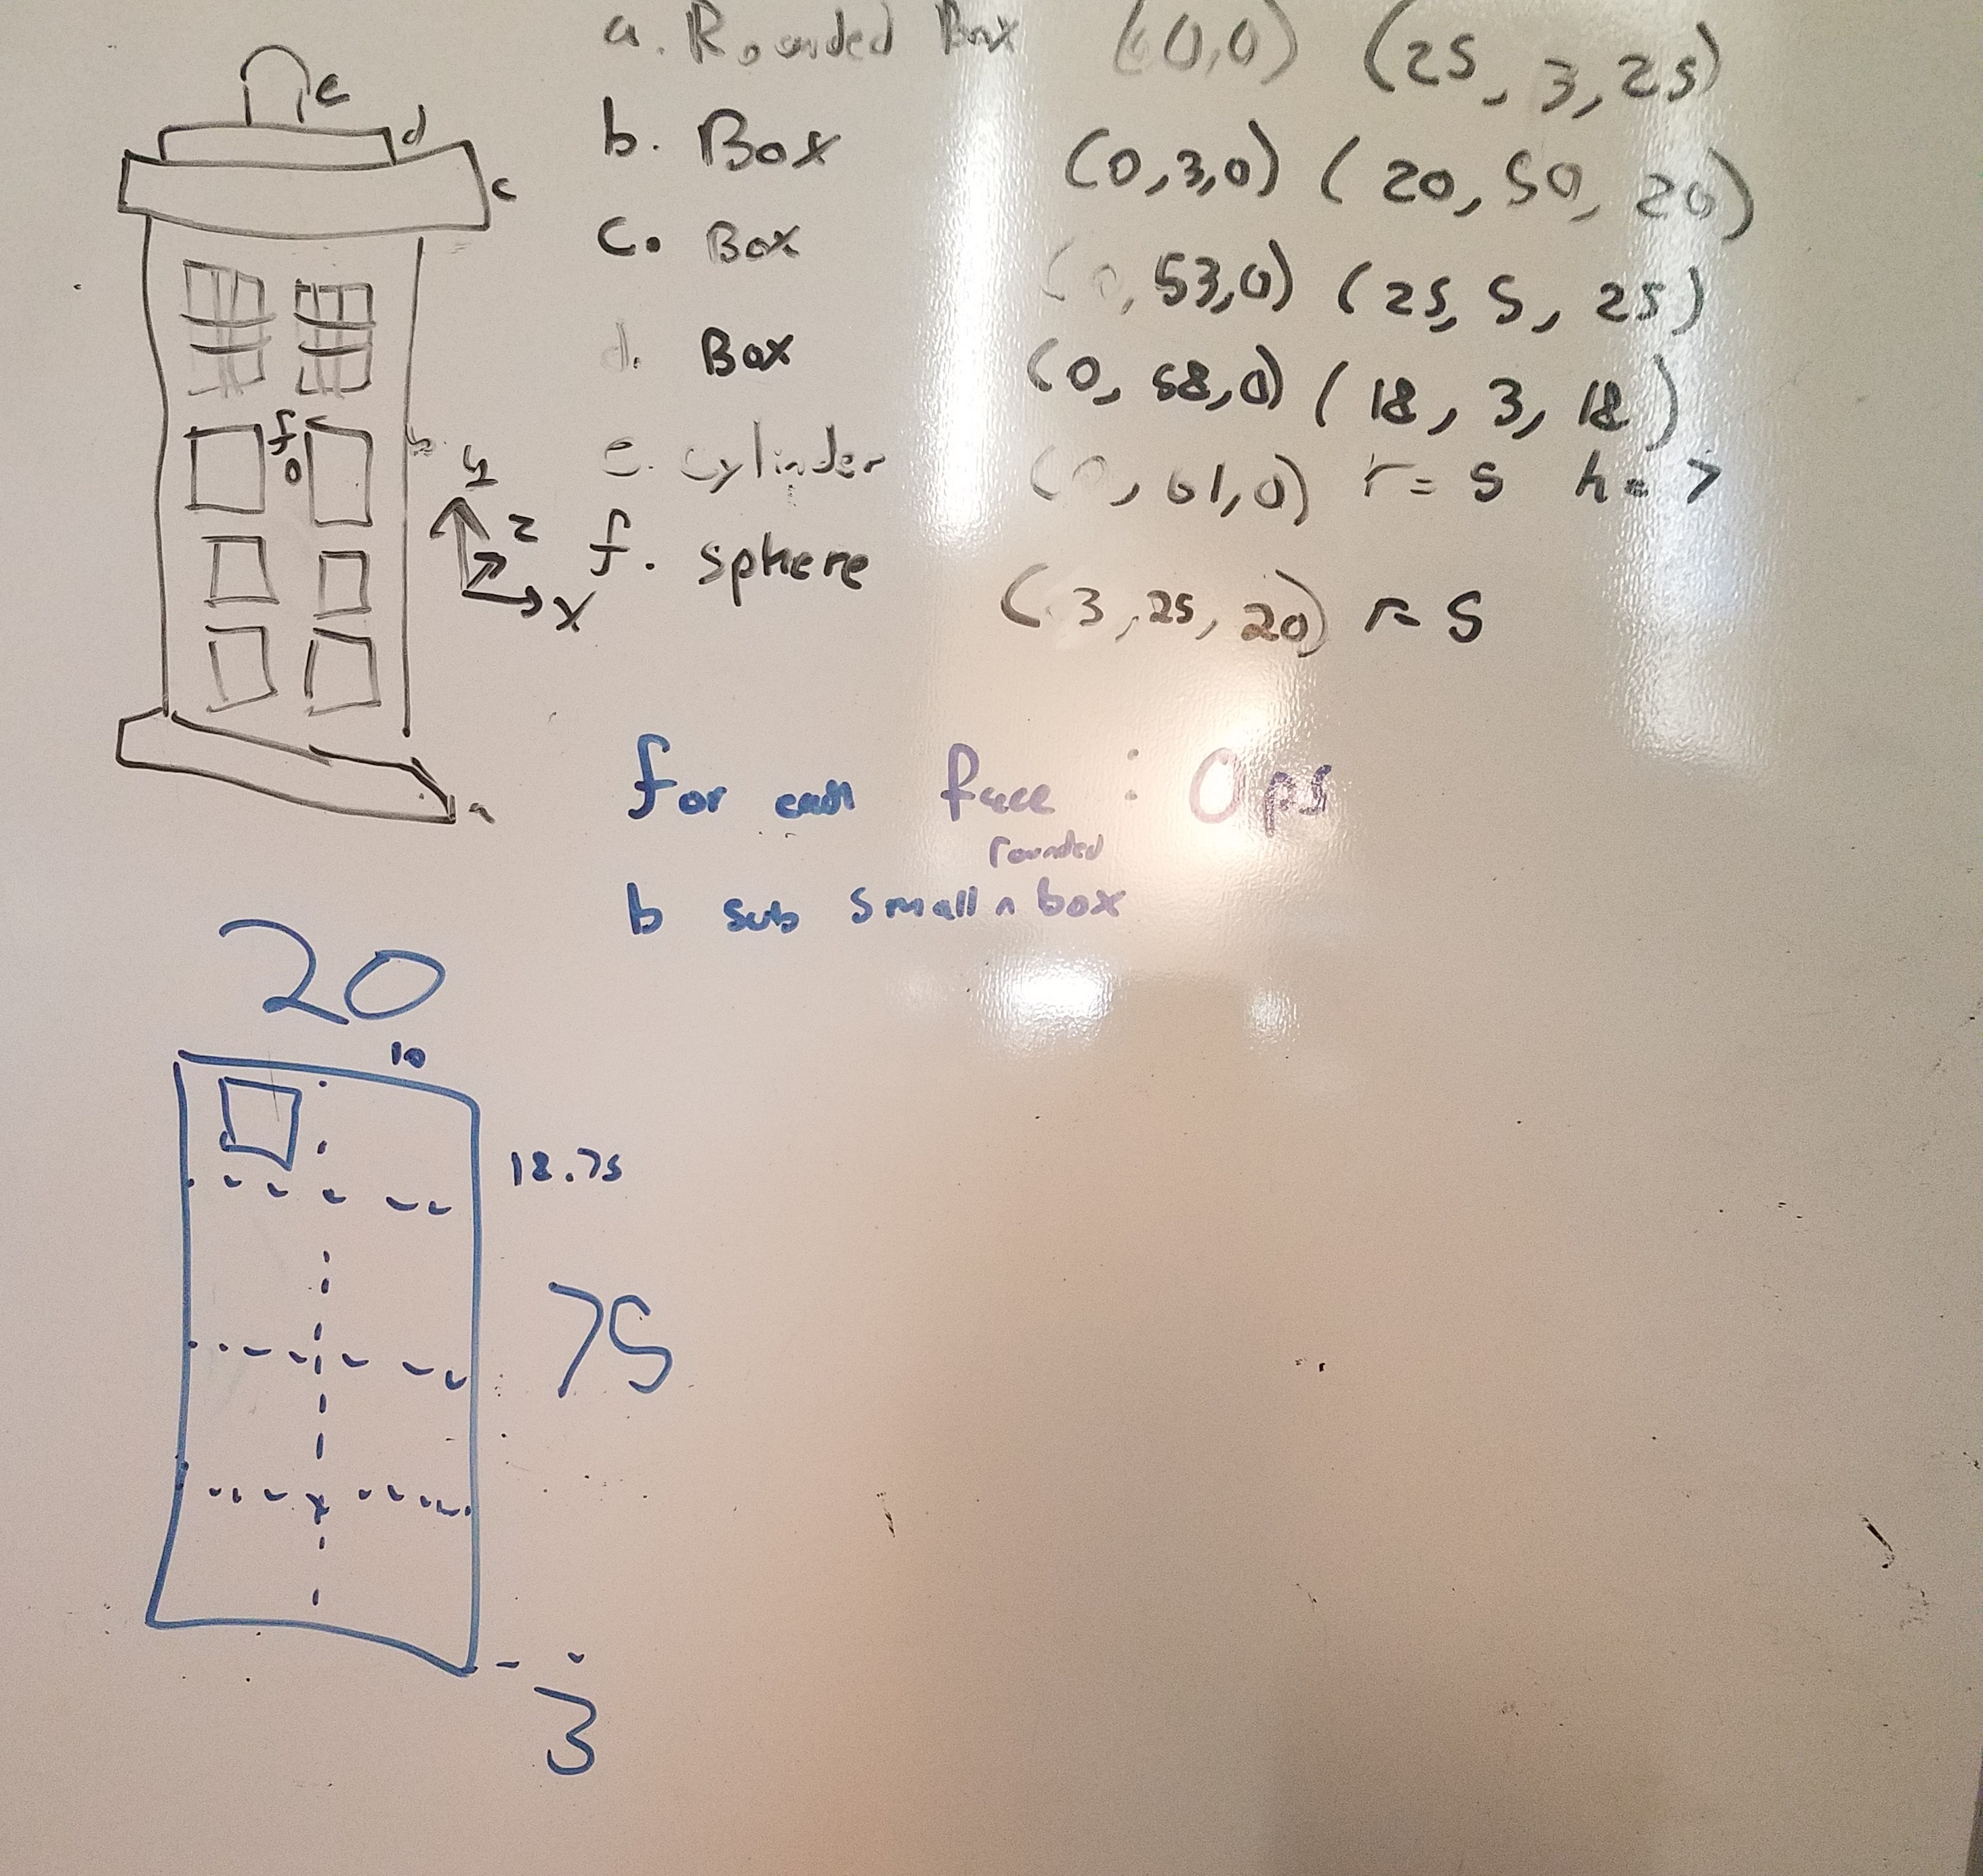 a. Rounded Box (0,0) (25, 3, 25)
b. Box (0,3,0) (20, 50, 20)
c. Box , 53,0) (25, 5, 25)
d. Box (0, 58,0) (18, 3, 18)
e. cylinder (0, 61,0) r= 5 h= 7
f. sphere ( 3, 25, 20) r= 5
e
d
c
f
b
y
z
x
a
for each face : Ops
rounded
b sub small ^ box
20
10
18.75
75
3